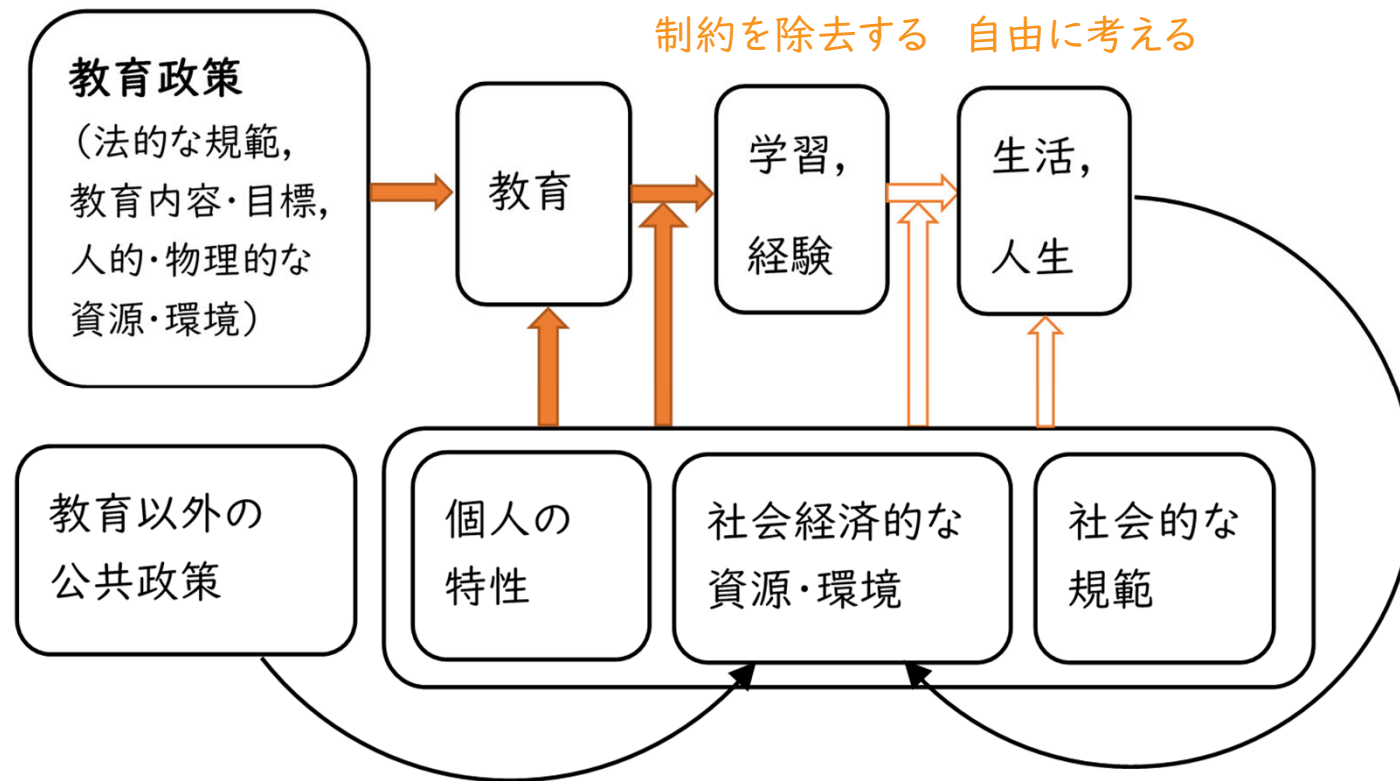 制約を除去する　自由に考える
教育政策
（法的な規範,
教育内容・目標,
人的・物理的な
資源・環境）
教育
学習,
経験
生活,
人生
教育以外の
公共政策
個人の
特性
社会経済的な
資源・環境
社会的な
規範